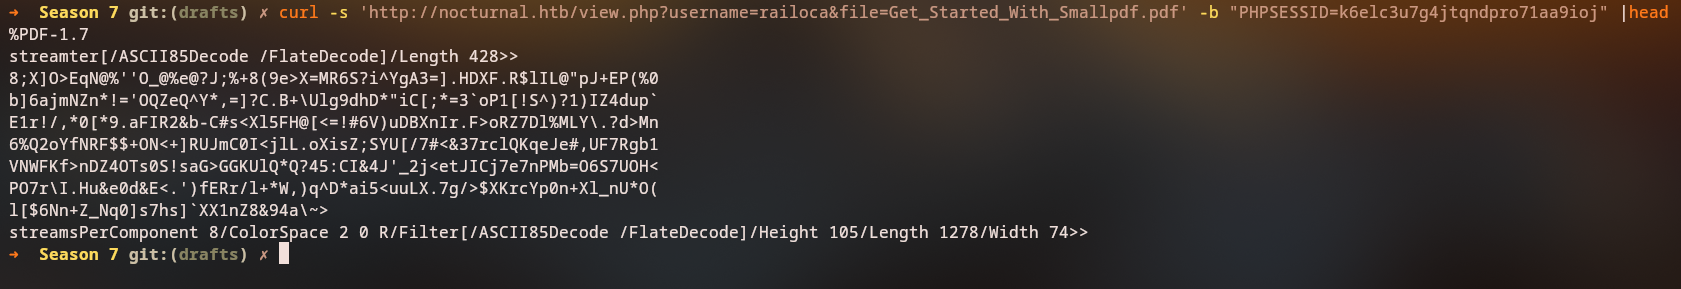 ➜  Season 7 git:(drafts) ✗ curl -s 'http://nocturnal.htb/view.php?username=railoca&file=Get_Started_With_Smallpdf.pdf' -b "PHPSESSID=k6elc3u7g4jtqndpro71aa9ioj" |head
%PDF-1.7
streamter[/ASCII85Decode /FlateDecode]/Length 428>>
8;X]O>EqN@%''O_@%e@?J;%+8(9e>X=MR6S?i^YgA3=].HDXF.R$lIL@"pJ+EP(%0
b]6ajmNZn*!='OQZeQ^Y*,=]?C.B+\Ulg9dhD*"iC[;*=3`oP1[!S^)?1)IZ4dup`
E1r!/,*0[*9.aFIR2&b-C#s<Xl5FH@[<=!#6V)uDBXnIr.F>oRZ7Dl%MLY\.?d>Mn
6%Q2oYfNRF$$+ON<+]RUJmC0I<jlL.oXisZ;SYU[/7#<&37rclQKqeJe#,UF7Rgb1
VNWFKf>nDZ4OTs0S!saG>GGKUlQ*Q?45:CI&4J'_2j<etJICj7e7nPMb=O6S7UOH<
PO7r\I.Hu&e0d&E<.')fERr/l+*W,)q^D*ai5<uuLX.7g/>$XKrcYp0n+Xl_nU*O(
l[$6Nn+Z_Nq0]s7hs]`XX1nZ8&94a\~>
streamsPerComponent 8/ColorSpace 2 0 R/Filter[/ASCII85Decode /FlateDecode]/Height 105/Length 1278/Width 74>>
➜  Season 7 git:(drafts) ✗